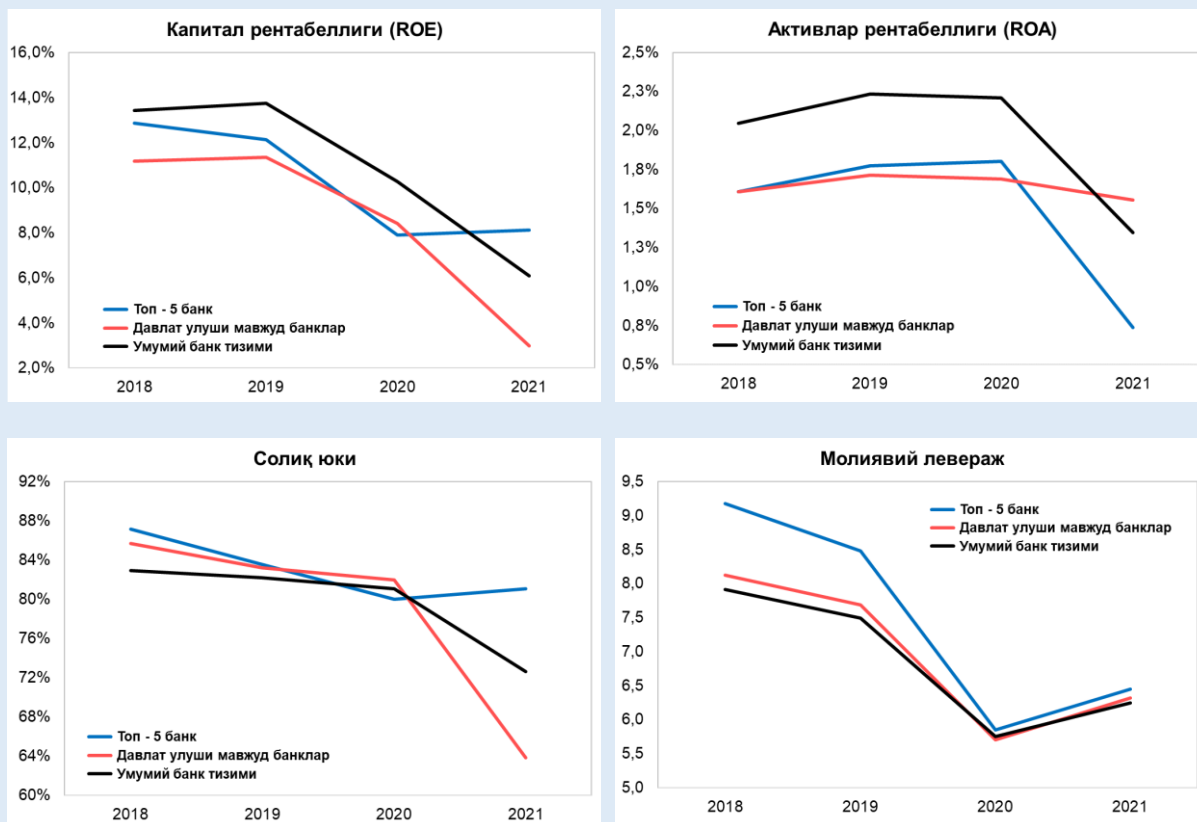 Капитал рентабеллиги (ROE)
16,0%
14,0%
12,0%
10,0%
8,0%
6,0%
4,0%
2,0%
Топ - 5 банк
Давлат улуши мавжуд банклар
Умумий банк тизими
2018 2019 2020 2021
Активлар рентабеллиги (ROA)
2,5%
2,3%
2,0%
1,8%
1,5%
1,3%
1,0%
0,8%
0,5%
Топ - 5 банк
Давлат улуши мавжуд банклар
Умумий банк тизими
2018 2019 2020 2021
Солиқ юки
92%
88%
84%
80%
76%
72%
68%
64%
60%
Топ - 5 банк
Давлат улуши мавжуд банклар
Умумий банк тизими
2018 2019 2020 2021
Молиявий левераж
9,5
9,0
8,5
8,0
7,5
7,0
6,5
6,0
5,5
5,0
Топ - 5 банк
Давлат улуши мавжуд банклар
Умумий банк тизими
2018 2019 2020 2021